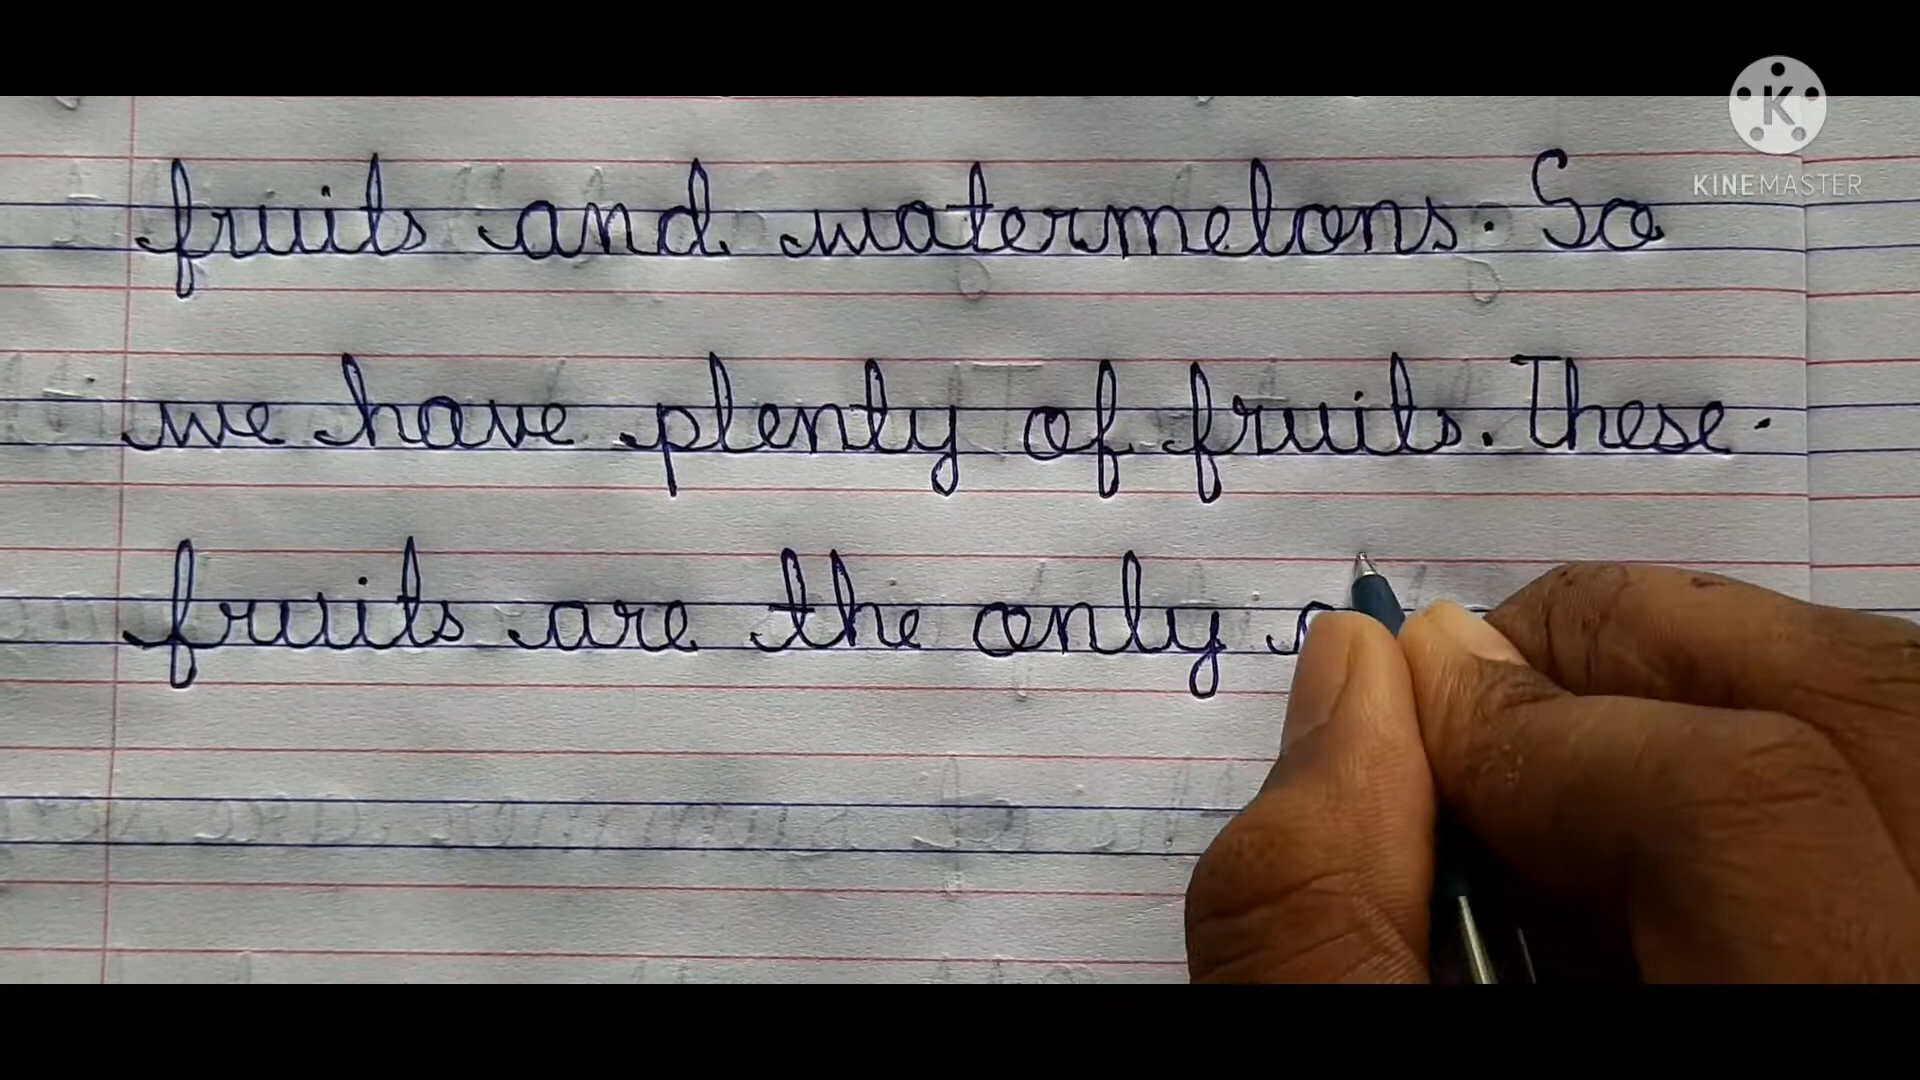 KINEMASTER
fruits and watermelons. So
we have plenty of fruits. These.
fruits are the only